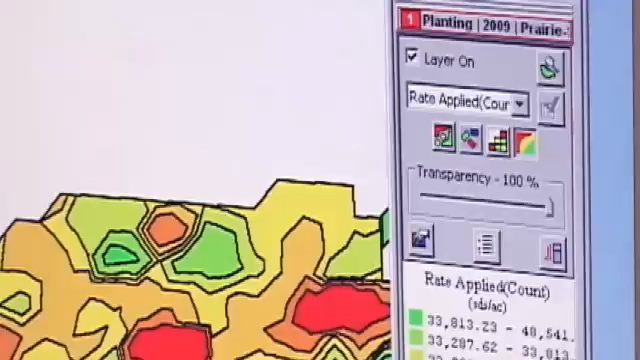 1 Planting | 2009 | Prairie-
Layer On
Rate Applied(Cour
Transparency - 100 %
Rate Applied(Count)
(sds/ac)
33,813.23 - 48,541.
33,287.62 - 33,813